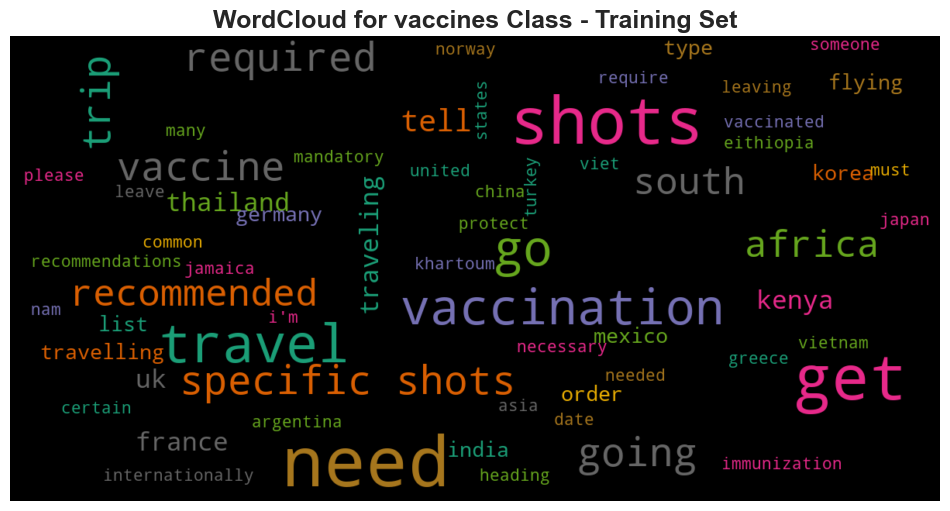 WordCloud for vaccines Class - Training Set
required
norway
type
someone
trip
require
leaving
flying
states
shots
tell
vaccinated
many
eithiopia
vaccine
mandatory
united
viet
turkey
south
korea
must
please
leave
thailand
germany
traveling
china
protect
japan
common
go
africa
recommendations
jamaica
khartoum
recommended
vaccination
kenya
nam
list
i'm
travel
mexico
necessary
vietnam
travelling
greece
uk
specific shots
needed
get
order
certain
asia
argentina
date
france
need
india
going
immunization
internationally
heading